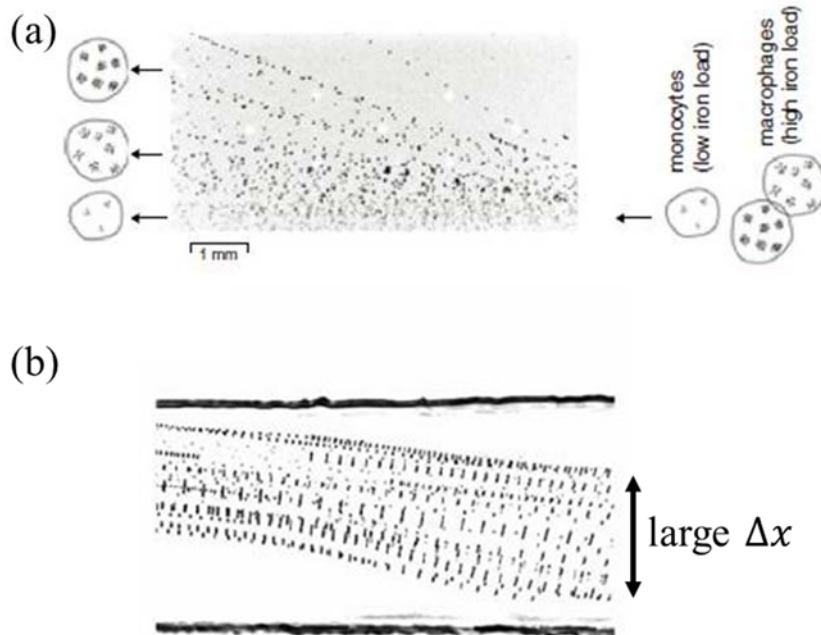 (a)
monocytes
(low iron load)
macrophages
(high iron load)
1 mm
(b)
large Δx